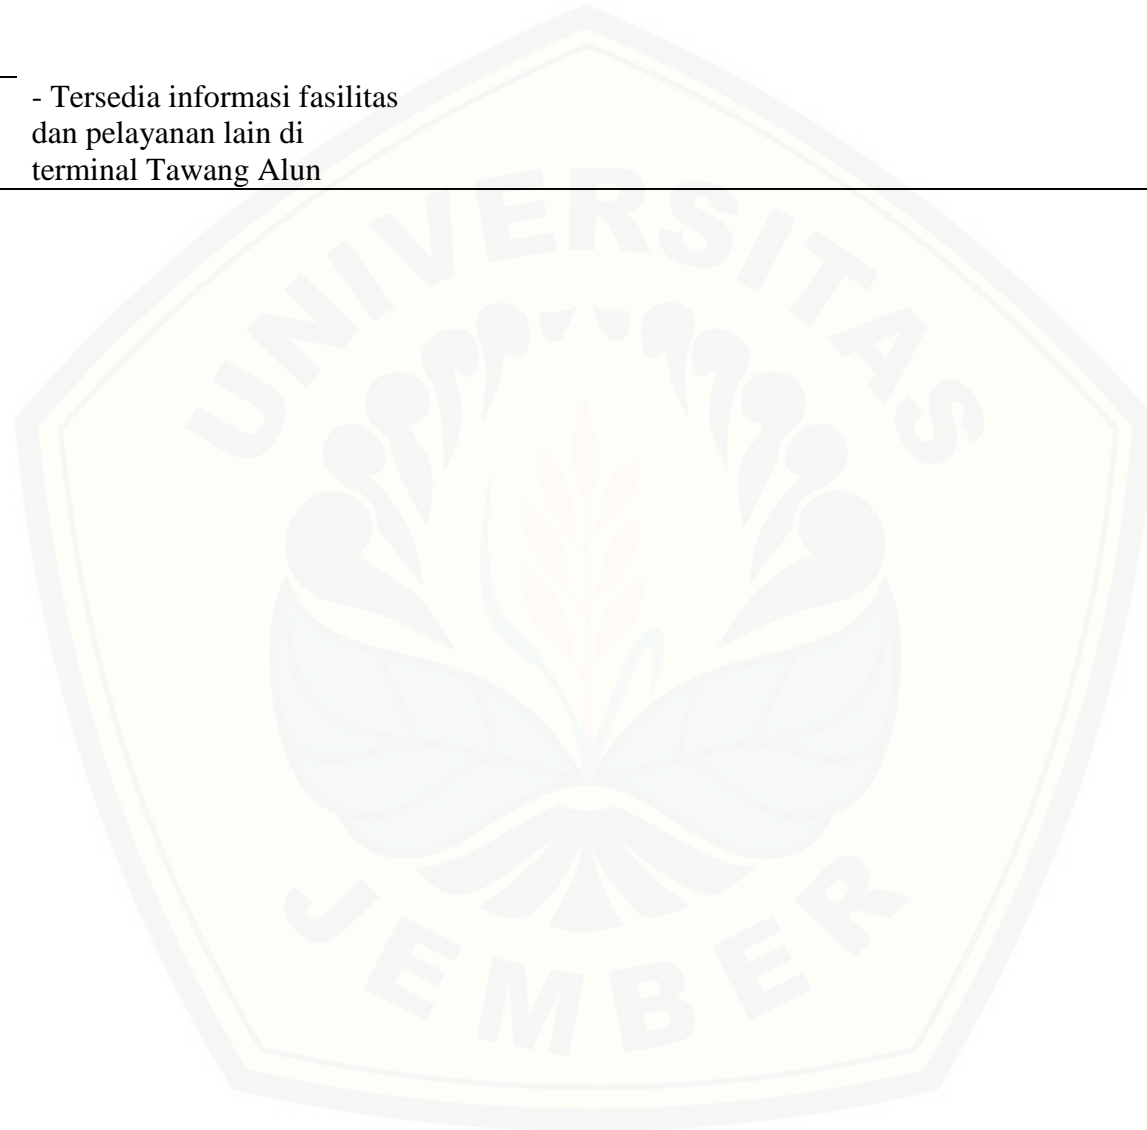 - Tersedia informasi fasilitas
dan pelayanan lain di
terminal Tawang Alun
UNIVERSITAS
JEMBER